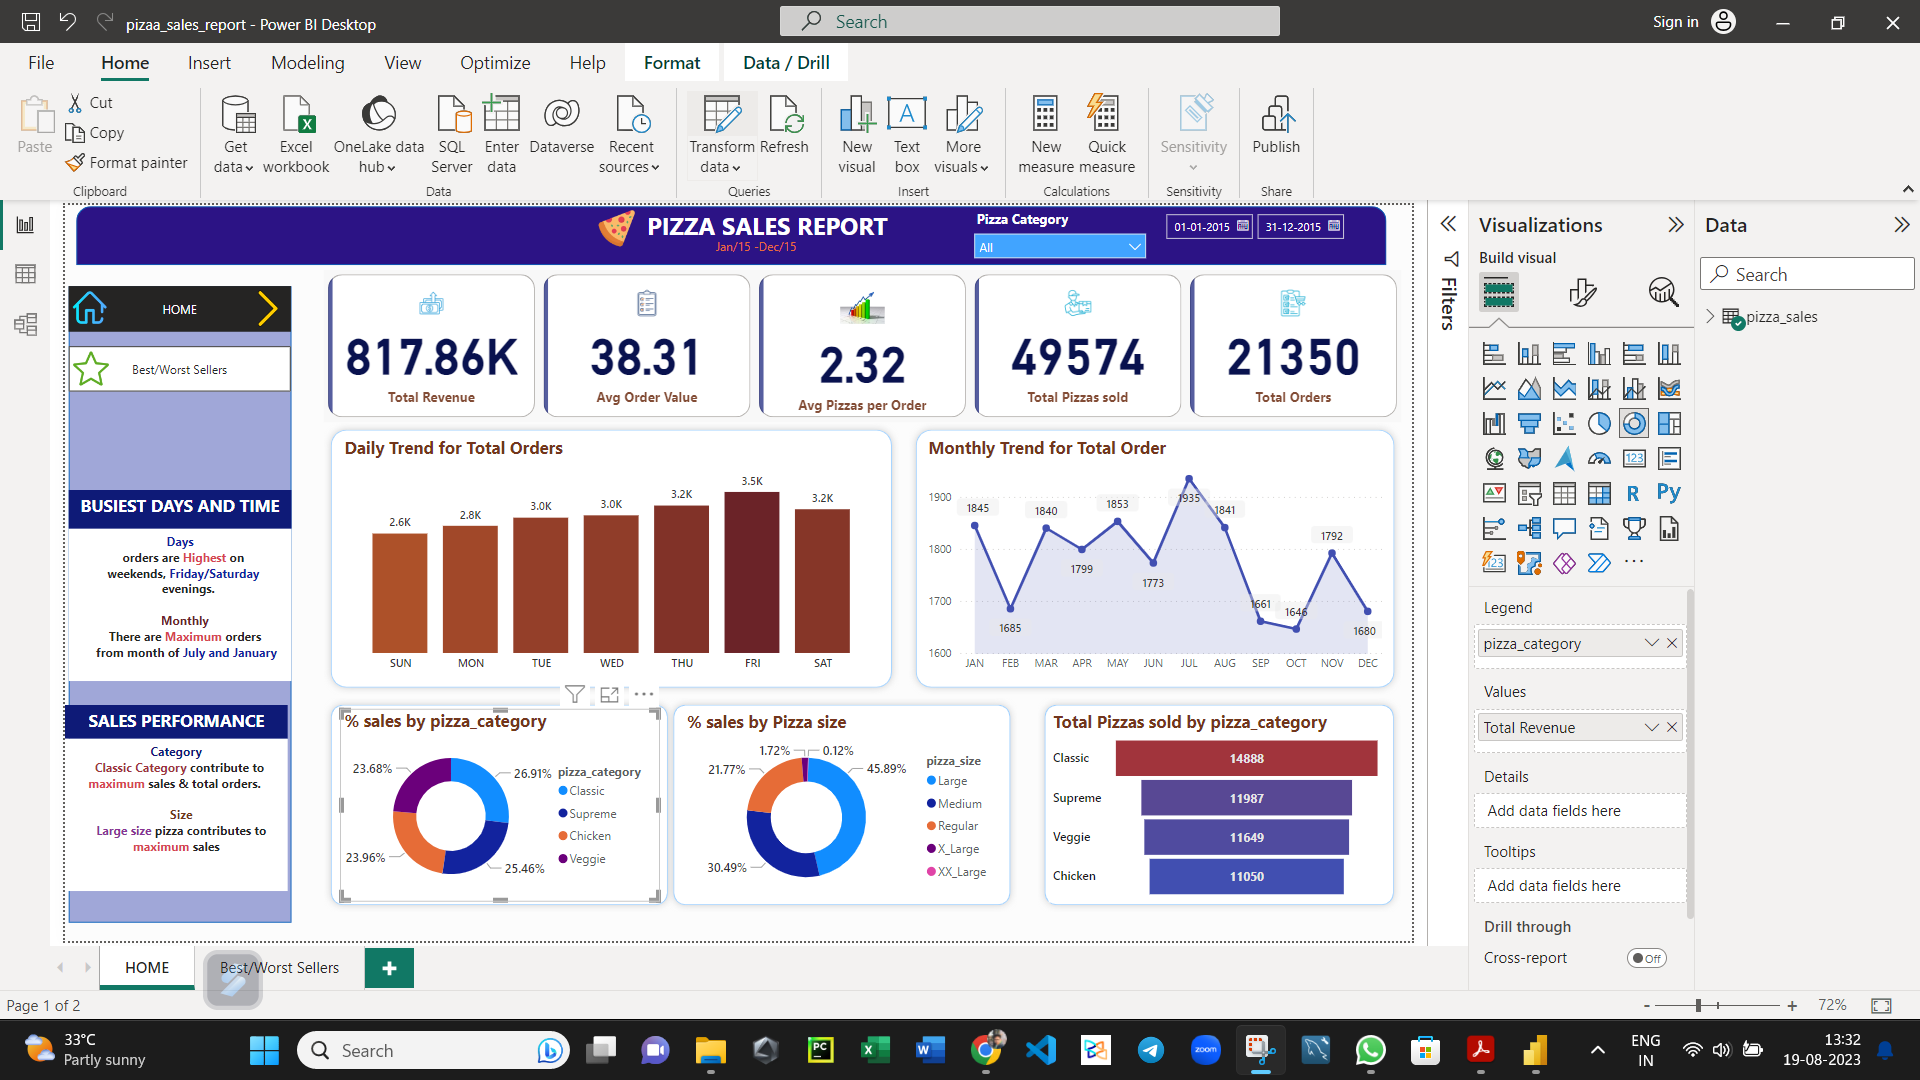 pizaa_sales_report - Power BI Desktop
Search
Sign in
File
Home
Insert
Modeling
View
Optimize
Help
Format
Data / Drill
Paste
Cut
Copy
Format painter
Clipboard
Get data
Excel workbook
OneLake data hub
SQL Server
Enter data
Dataverse
Recent sources
Data
Transform data
Refresh
Queries
New visual
Text box
More visuals
Insert
New measure
Quick measure
Calculations
Sensitivity
Sensitivity
Publish
Share
PIZZA SALES REPORT
Jan/15 -Dec/15
Pizza Category
All
01-01-2015
31-12-2015
HOME
Best/Worst Sellers
BUSIEST DAYS AND TIME
Days
orders are Highest on
weekends, Friday/Saturday
evenings.
Monthly
There are Maximum orders
from month of July and January
SALES PERFORMANCE
Category
Classic Category contribute to
maximum sales & total orders.
Size
Large size pizza contributes to
maximum sales
817.86K
Total Revenue
38.31
Avg Order Value
2.32
Avg Pizzas per Order
49574
Total Pizzas sold
21350
Total Orders
Daily Trend for Total Orders
2.6K
2.8K
3.0K
3.0K
3.2K
3.5K
3.2K
SUN MON TUE WED THU FRI SAT
Monthly Trend for Total Order
1900
1800
1700
1600
1845
1685
1840
1799
1853
1773
1935
1841
1661
1646
1792
1680
JAN FEB MAR APR MAY JUN JUL AUG SEP OCT NOV DEC
% sales by pizza_category
23.68%
26.91%
23.96%
25.46%
pizza_category
Classic
Supreme
Chicken
Veggie
% sales by Pizza size
1.72%
0.12%
21.77%
45.89%
30.49%
pizza_size
Large
Medium
Regular
X_Large
XX_Large
Total Pizzas sold by pizza_category
Classic 14888
Supreme 11987
Veggie 11649
Chicken 11050
Filters
Visualizations
Build visual
123
R
Py
123
Legend
pizza_category
Values
Total Revenue
Details
Add data fields here
Tooltips
Add data fields here
Drill through
Cross-report
Off
Data
Search
pizza_sales
HOME
Best/Worst Sellers
Page 1 of 2
72%
33°C
Partly sunny
Search
PC
zoom
ENG
IN
13:32
19-08-2023